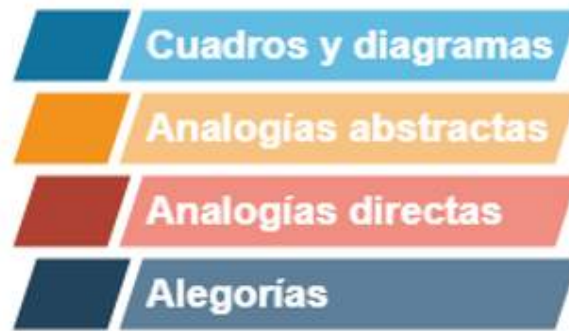 Cuadros y diagramas
Analogías abstractas
Analogías directas
Alegorías